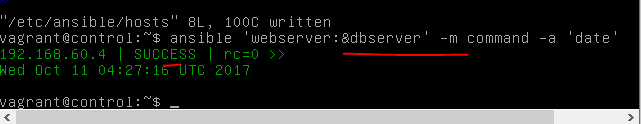 "/etc/ansible/hosts" 8L, 100C written
vagrant@control:~$ ansible 'webserver:&dbserver' -m command -a 'date'
192.168.60.4 | SUCCESS | rc=0 >>
Wed Oct 11 04:27:16 UTC 2017
vagrant@control:~$ _